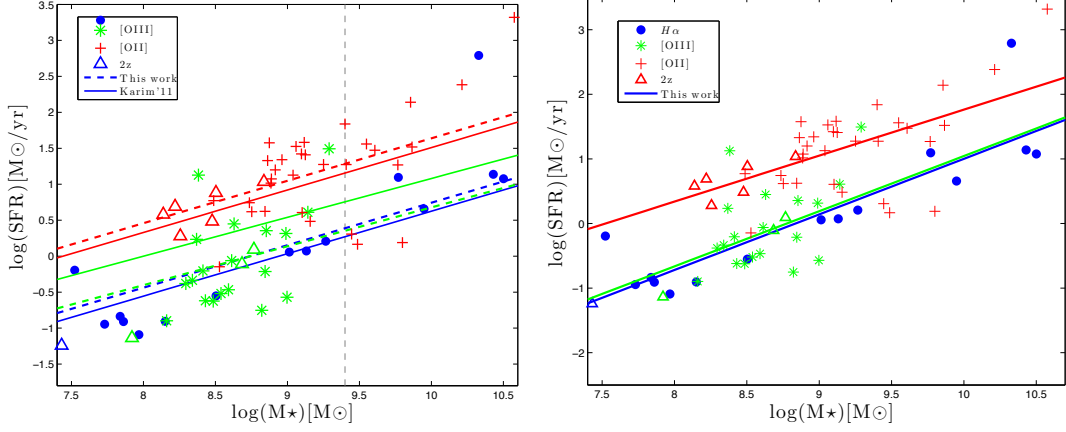 3.5
3
2.5
2
1.5
1
0.5
0
-0.5
-1
-1.5
log(SFR)[M⊙/yr]
[OIII]
[OII]
2z
This work
Karim'11
7.5 8 8.5 9 9.5 10 10.5
log(M⋆)[M⊙]
3
2
1
0
−1
−2
log(SFR)[M⊙/yr]
Hα
[OIII]
[OII]
2z
This work
7.5 8 8.5 9 9.5 10 10.5
log(M⋆)[M⊙]